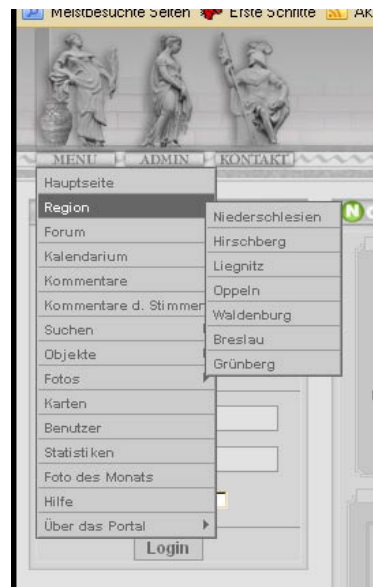 Meistbesuchte Seiten Erste Schritte
MENU ADMIN KONTAKT
Hauptseite
Region
Forum
Kalendarium
Kommentare
Kommentare d. Stimmen
Suchen
Objekte
Fotos
Karten
Benutzer
Statistiken
Foto des Monats
Hilfe
Über das Portal
Niederschlesien
Hirschberg
Liegnitz
Oppeln
Waldenburg
Breslau
Grünberg
Login